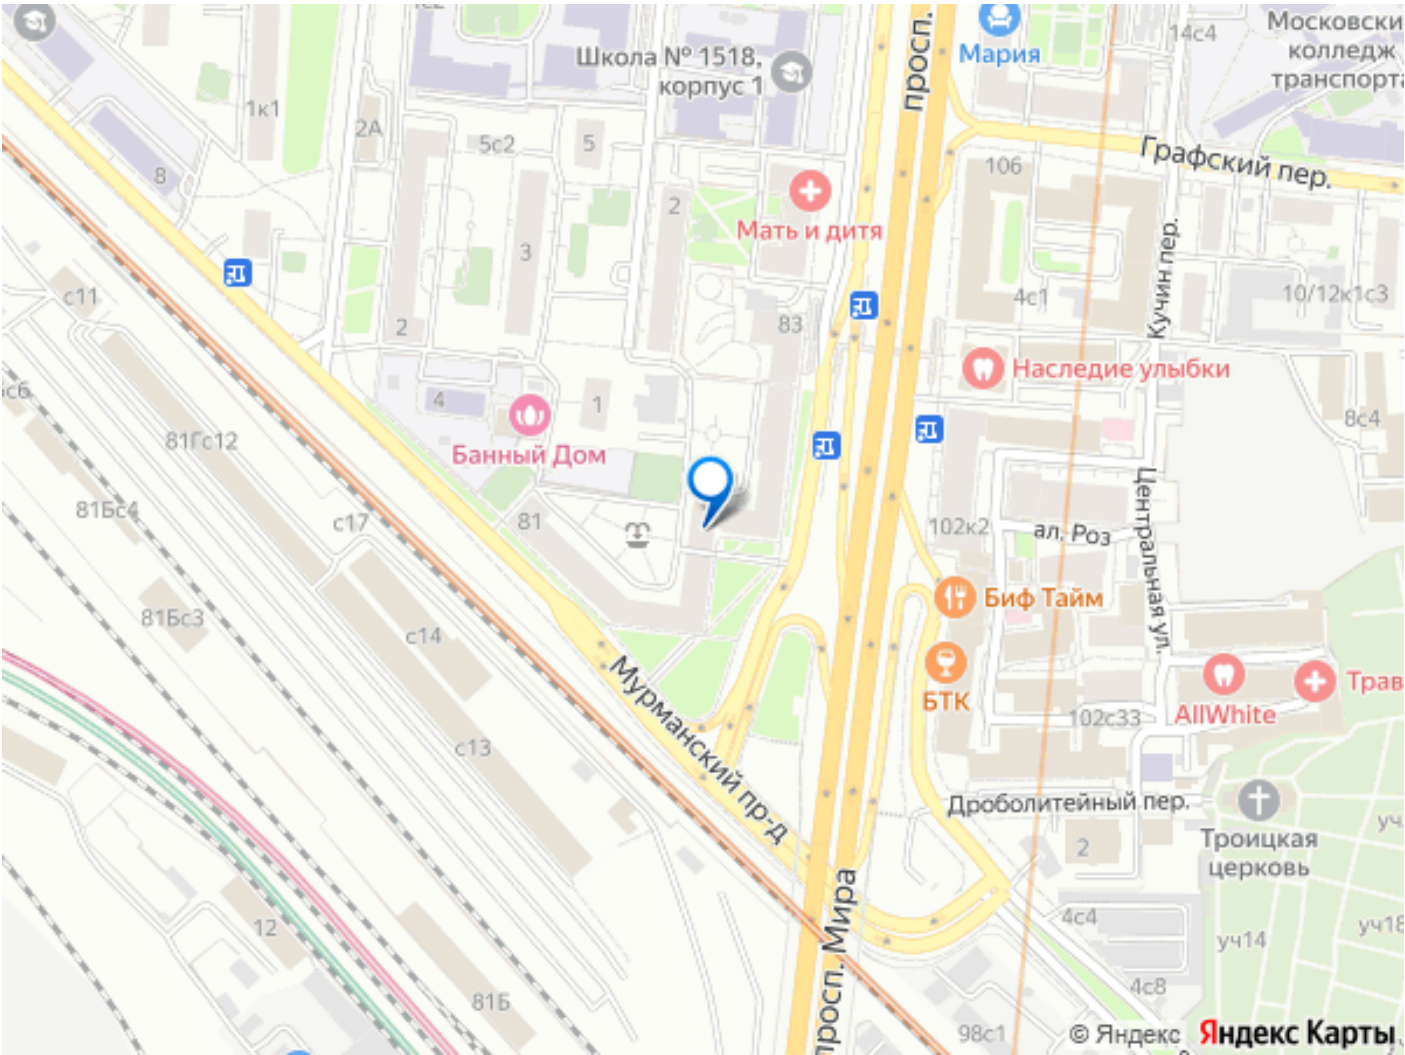 Школа № 1518,
корпус 1
просп.
Мария
14с4
Московски
колледж
транспорта
1к1
2А
5с2
5
8
106
Графский пер.
2
Мать и дитя
3
Кучин пер.
с11
4с1
10/12к1с3
2
83
Наследие улыбки
4
1
8с4
81Гс12
Банный Дом
81Бс4
с17
81
102к2
ал. Роз
Центральная ул.
Биф Тайм
81Бс3
с14
БТК
102с33
AllWhite
Трав
Мурманский пр-д
с13
Дроболитейный пер.
2
Троицкая
церковь
уч
просп. Мира
12
4с4
уч14
уч18
81Б
4с8
98с1
© Яндекс Яндекс Карты